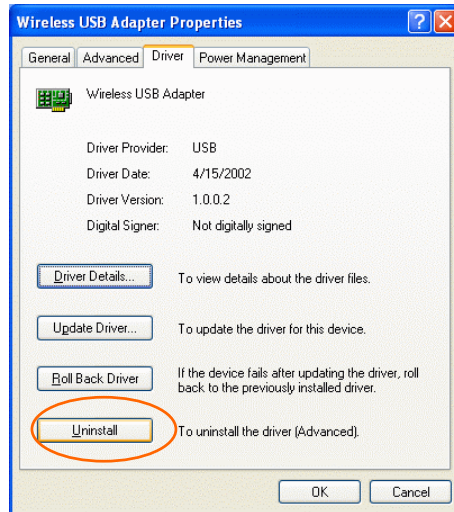 Wireless USB Adapter Properties
General Advanced Driver Power Management
Wireless USB Adapter
Driver Provider: USB
Driver Date: 4/15/2002
Driver Version: 1.0.0.2
Digital Signer: Not digitally signed
Driver Details... To view details about the driver files.
Update Driver... To update the driver for this device.
Roll Back Driver If the device fails after updating the driver, roll
back to the previously installed driver.
Uninstall To uninstall the driver (Advanced).
OK Cancel